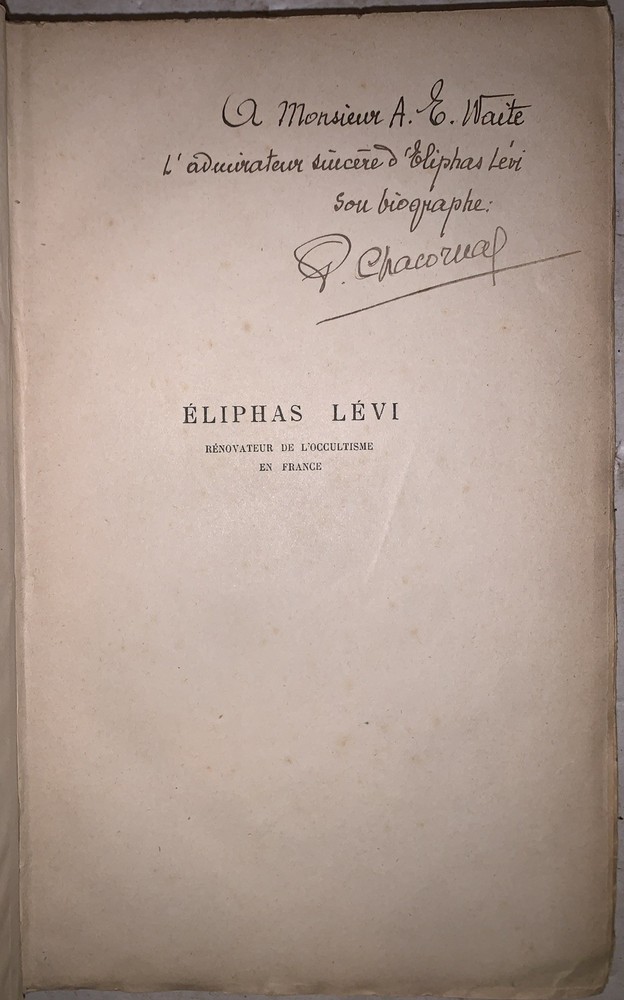 A Monsieur A. E. Waite
L'admirateur sincère d'Eliphas Lévi
Son biographe:
P. Chacornac
ÉLIPHAS LÉVI
RÉNOVATEUR DE L'OCCULTISME
EN FRANCE